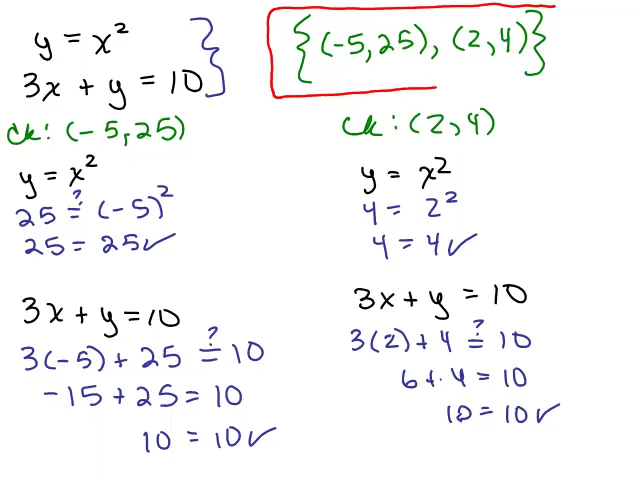 y = x²
3x + y = 10
{(-5,25), (2,4)}
ck: (-5,25)
y = x²
25 ≟ (-5)²
25 = 25 ✓
3x + y = 10
3(-5) + 25 ≟ 10
-15 + 25 = 10
10 = 10 ✓
ck: (2,4)
y = x²
4 = 2²
4 = 4 ✓
3x + y = 10
3(2) + 4 ≟ 10
6 + 4 = 10
10 = 10 ✓